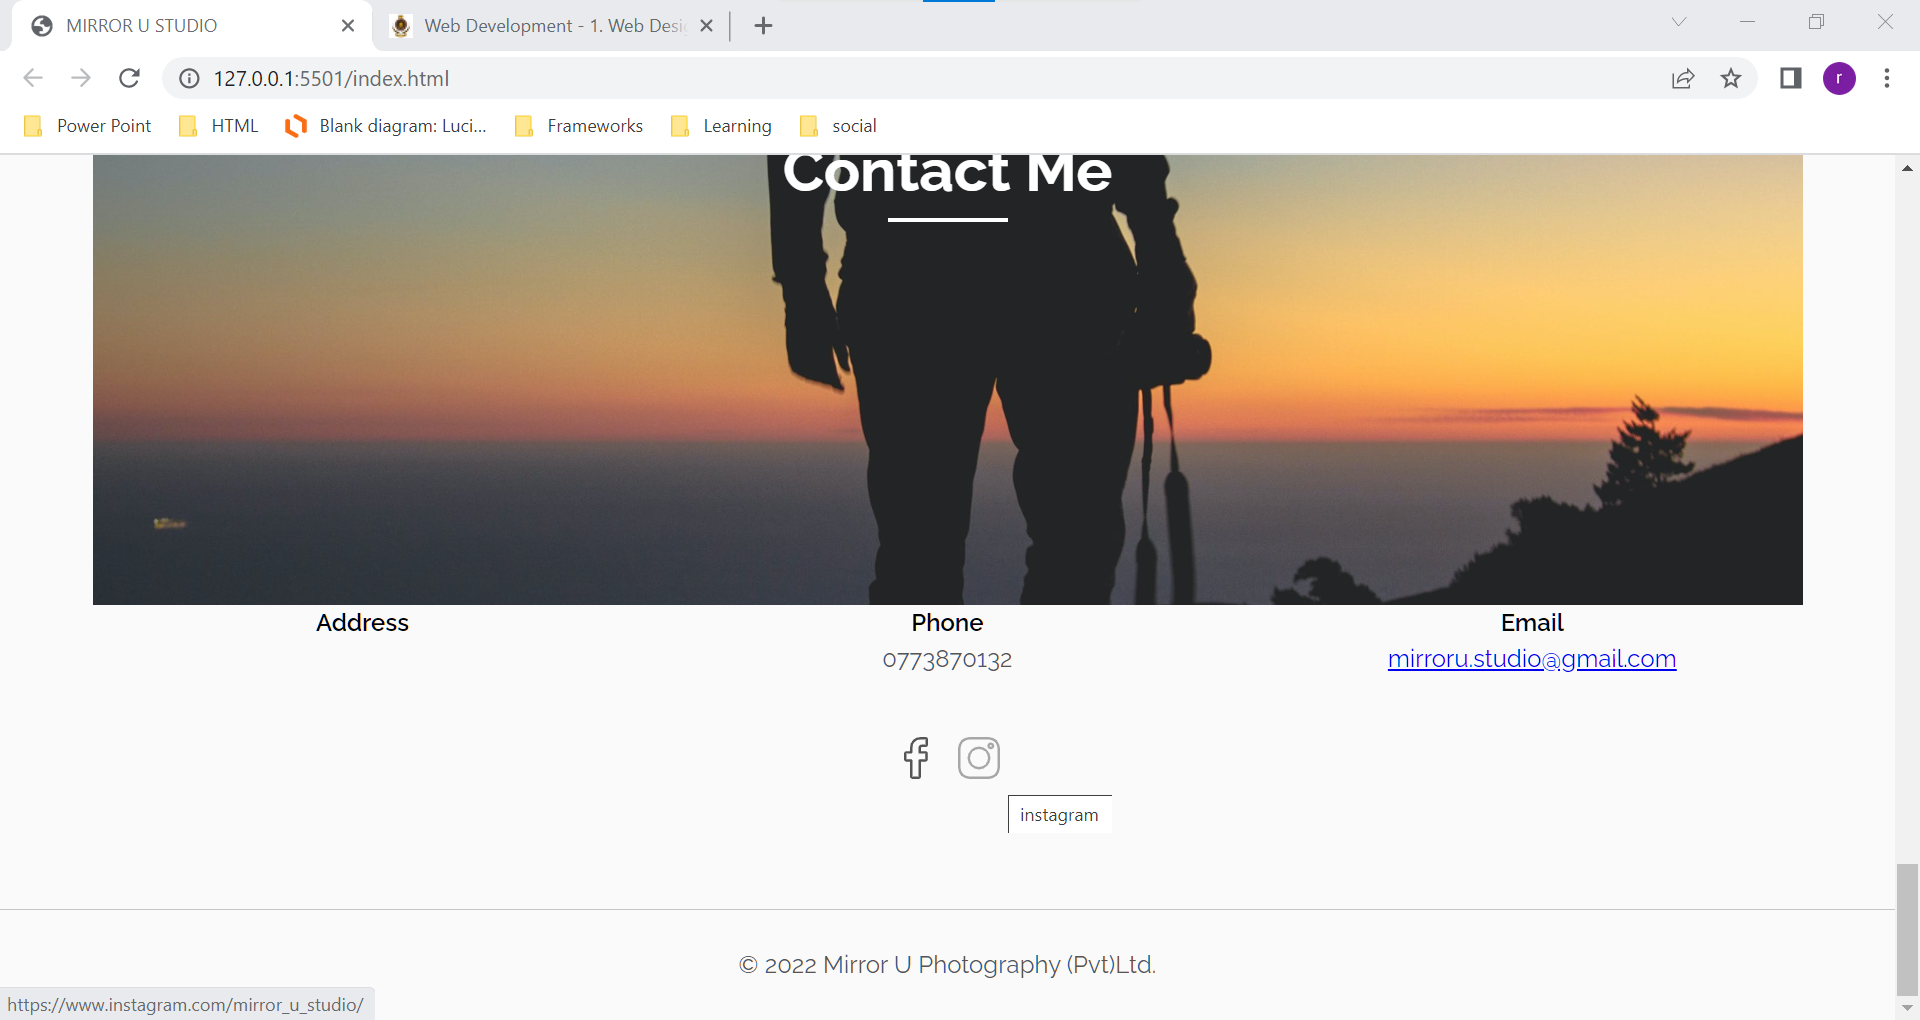 MIRROR U STUDIO
Web Development - 1. Web Desi
127.0.0.1:5501/index.html
r
Power Point
HTML
Blank diagram: Luci...
Frameworks
Learning
social
Contact Me
Address
Phone
Email
0773870132
mirroru.studio@gmail.com
instagram
© 2022 Mirror U Photography (Pvt)Ltd.
https://www.instagram.com/mirror_u_studio/